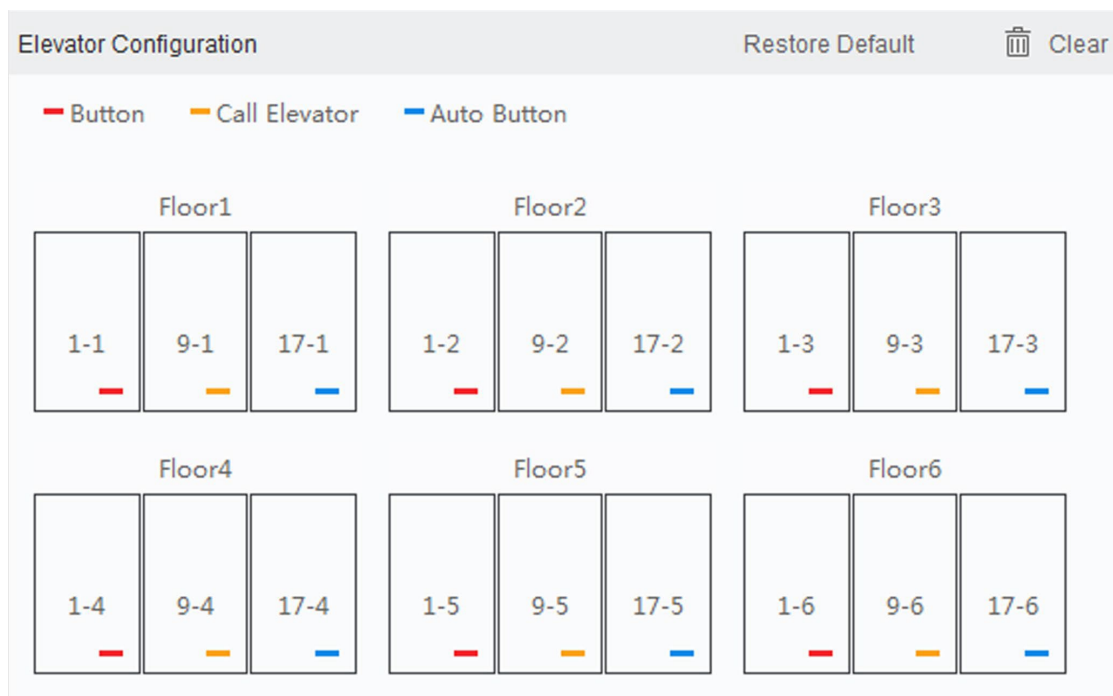 Elevator Configuration Restore Default Clear
Button Call Elevator Auto Button
Floor1 Floor2 Floor3
1-1 9-1 17-1 1-2 9-2 17-2 1-3 9-3 17-3
Floor4 Floor5 Floor6
1-4 9-4 17-4 1-5 9-5 17-5 1-6 9-6 17-6